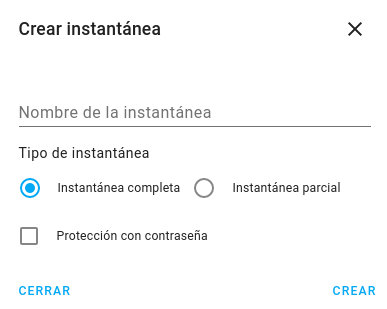 Crear instantánea
Nombre de la instantánea
Tipo de instantánea
Instantánea completa Instantánea parcial
Protección con contraseña
CERRAR CREAR